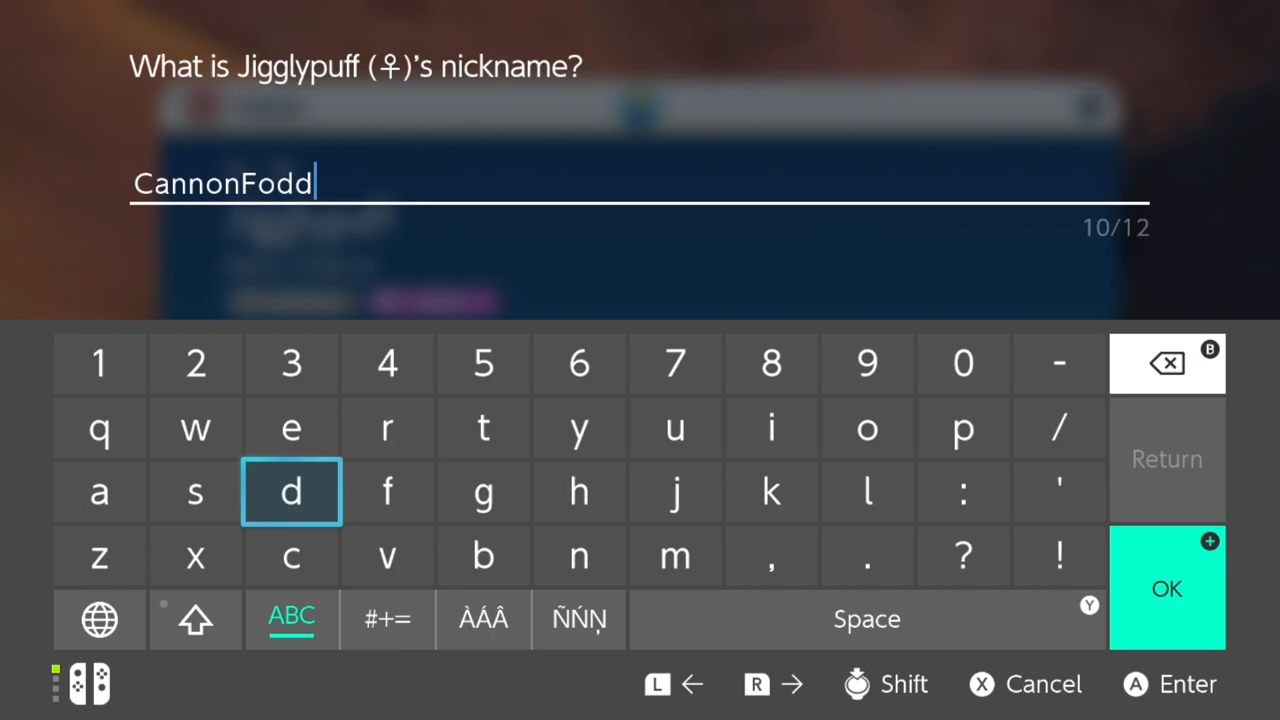 What is Jigglypuff (♀)'s nickname?
CannonFodd
10/12
1 2 3 4 5 6 7 8 9 0 - B
q w e r t y u i o p / Return
a s d f g h j k l : '
z x c v b n m , . ? ! + OK
ABC #+= ÀÁÂ ÑŃŅ Space Y
L ← R → Shift X Cancel A Enter